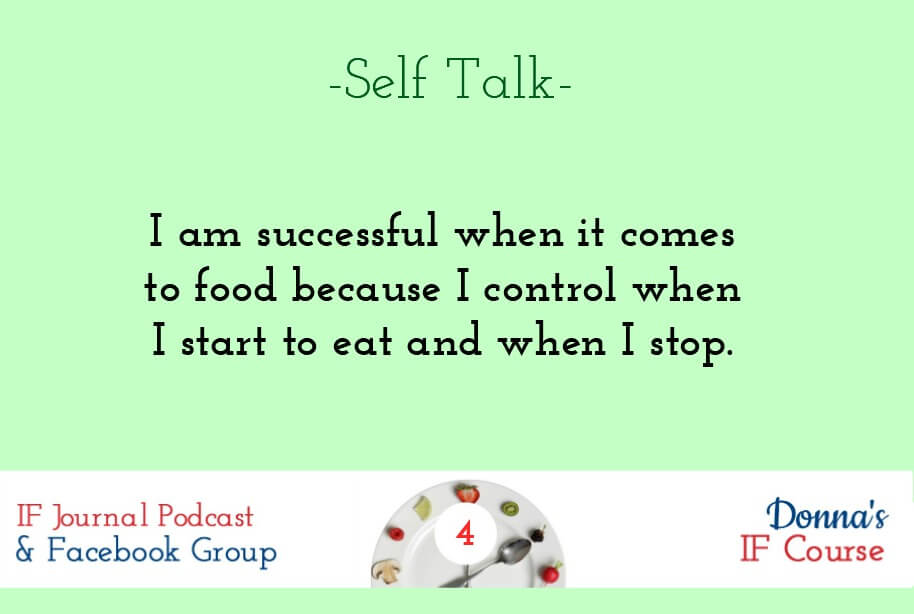 -Self Talk-
I am successful when it comes
to food because I control when
I start to eat and when I stop.
IF Journal Podcast
& Facebook Group
4
Donna's
IF Course